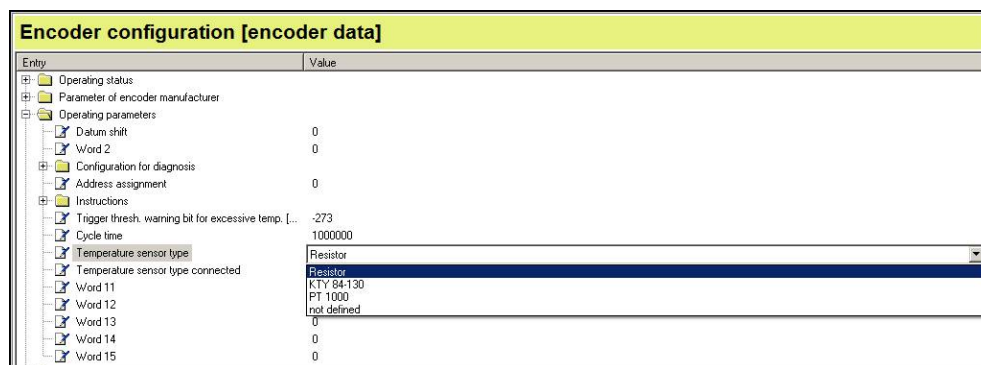 Encoder configuration [encoder data]
Entry Value
Operating status
Parameter of encoder manufacturer
Operating parameters
Datum shift 0
Word 2 0
Configuration for diagnosis
Address assignment 0
Instructions
Trigger thresh. warning bit for excessive temp. [... -273
Cycle time 1000000
Temperature sensor type Resistor
Temperature sensor type connected Resistor
Word 11 KTY 84-130
Word 12 PT 1000
not defined
Word 13 0
Word 14 0
Word 15 0